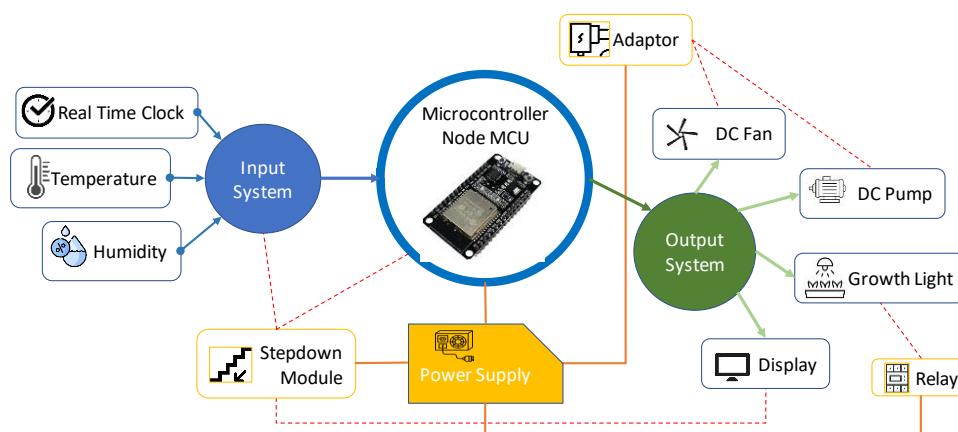 Adaptor
Microcontroller
Node MCU
Real Time Clock
DC Fan
Input
System
Temperature
DC Pump
Humidity
Output
System
Growth Light
Stepdown
Module
Power Supply
Display
Relay